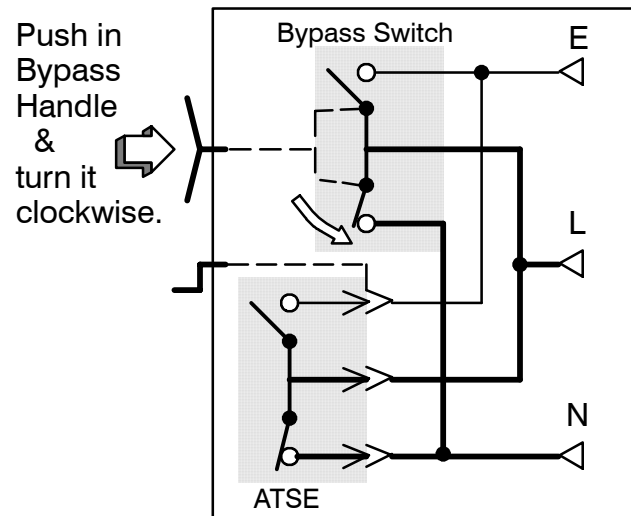 Push in
Bypass
Handle
&
turn it
clockwise.
Bypass Switch
E
L
N
ATSE